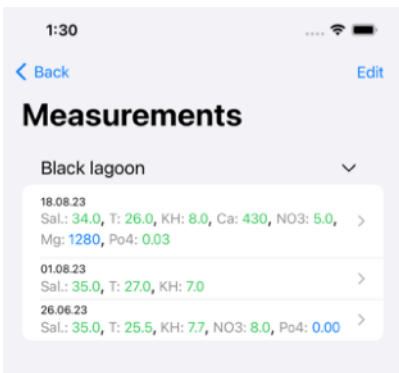 1:30
Back
Edit
Measurements
Black lagoon
18.08.23
Sal.: 34.0, T: 26.0, KH: 8.0, Ca: 430, NO3: 5.0,
Mg: 1280, Po4: 0.03
01.08.23
Sal.: 35.0, T: 27.0, KH: 7.0
26.06.23
Sal.: 35.0, T: 25.5, KH: 7.7, NO3: 8.0, Po4: 0.00